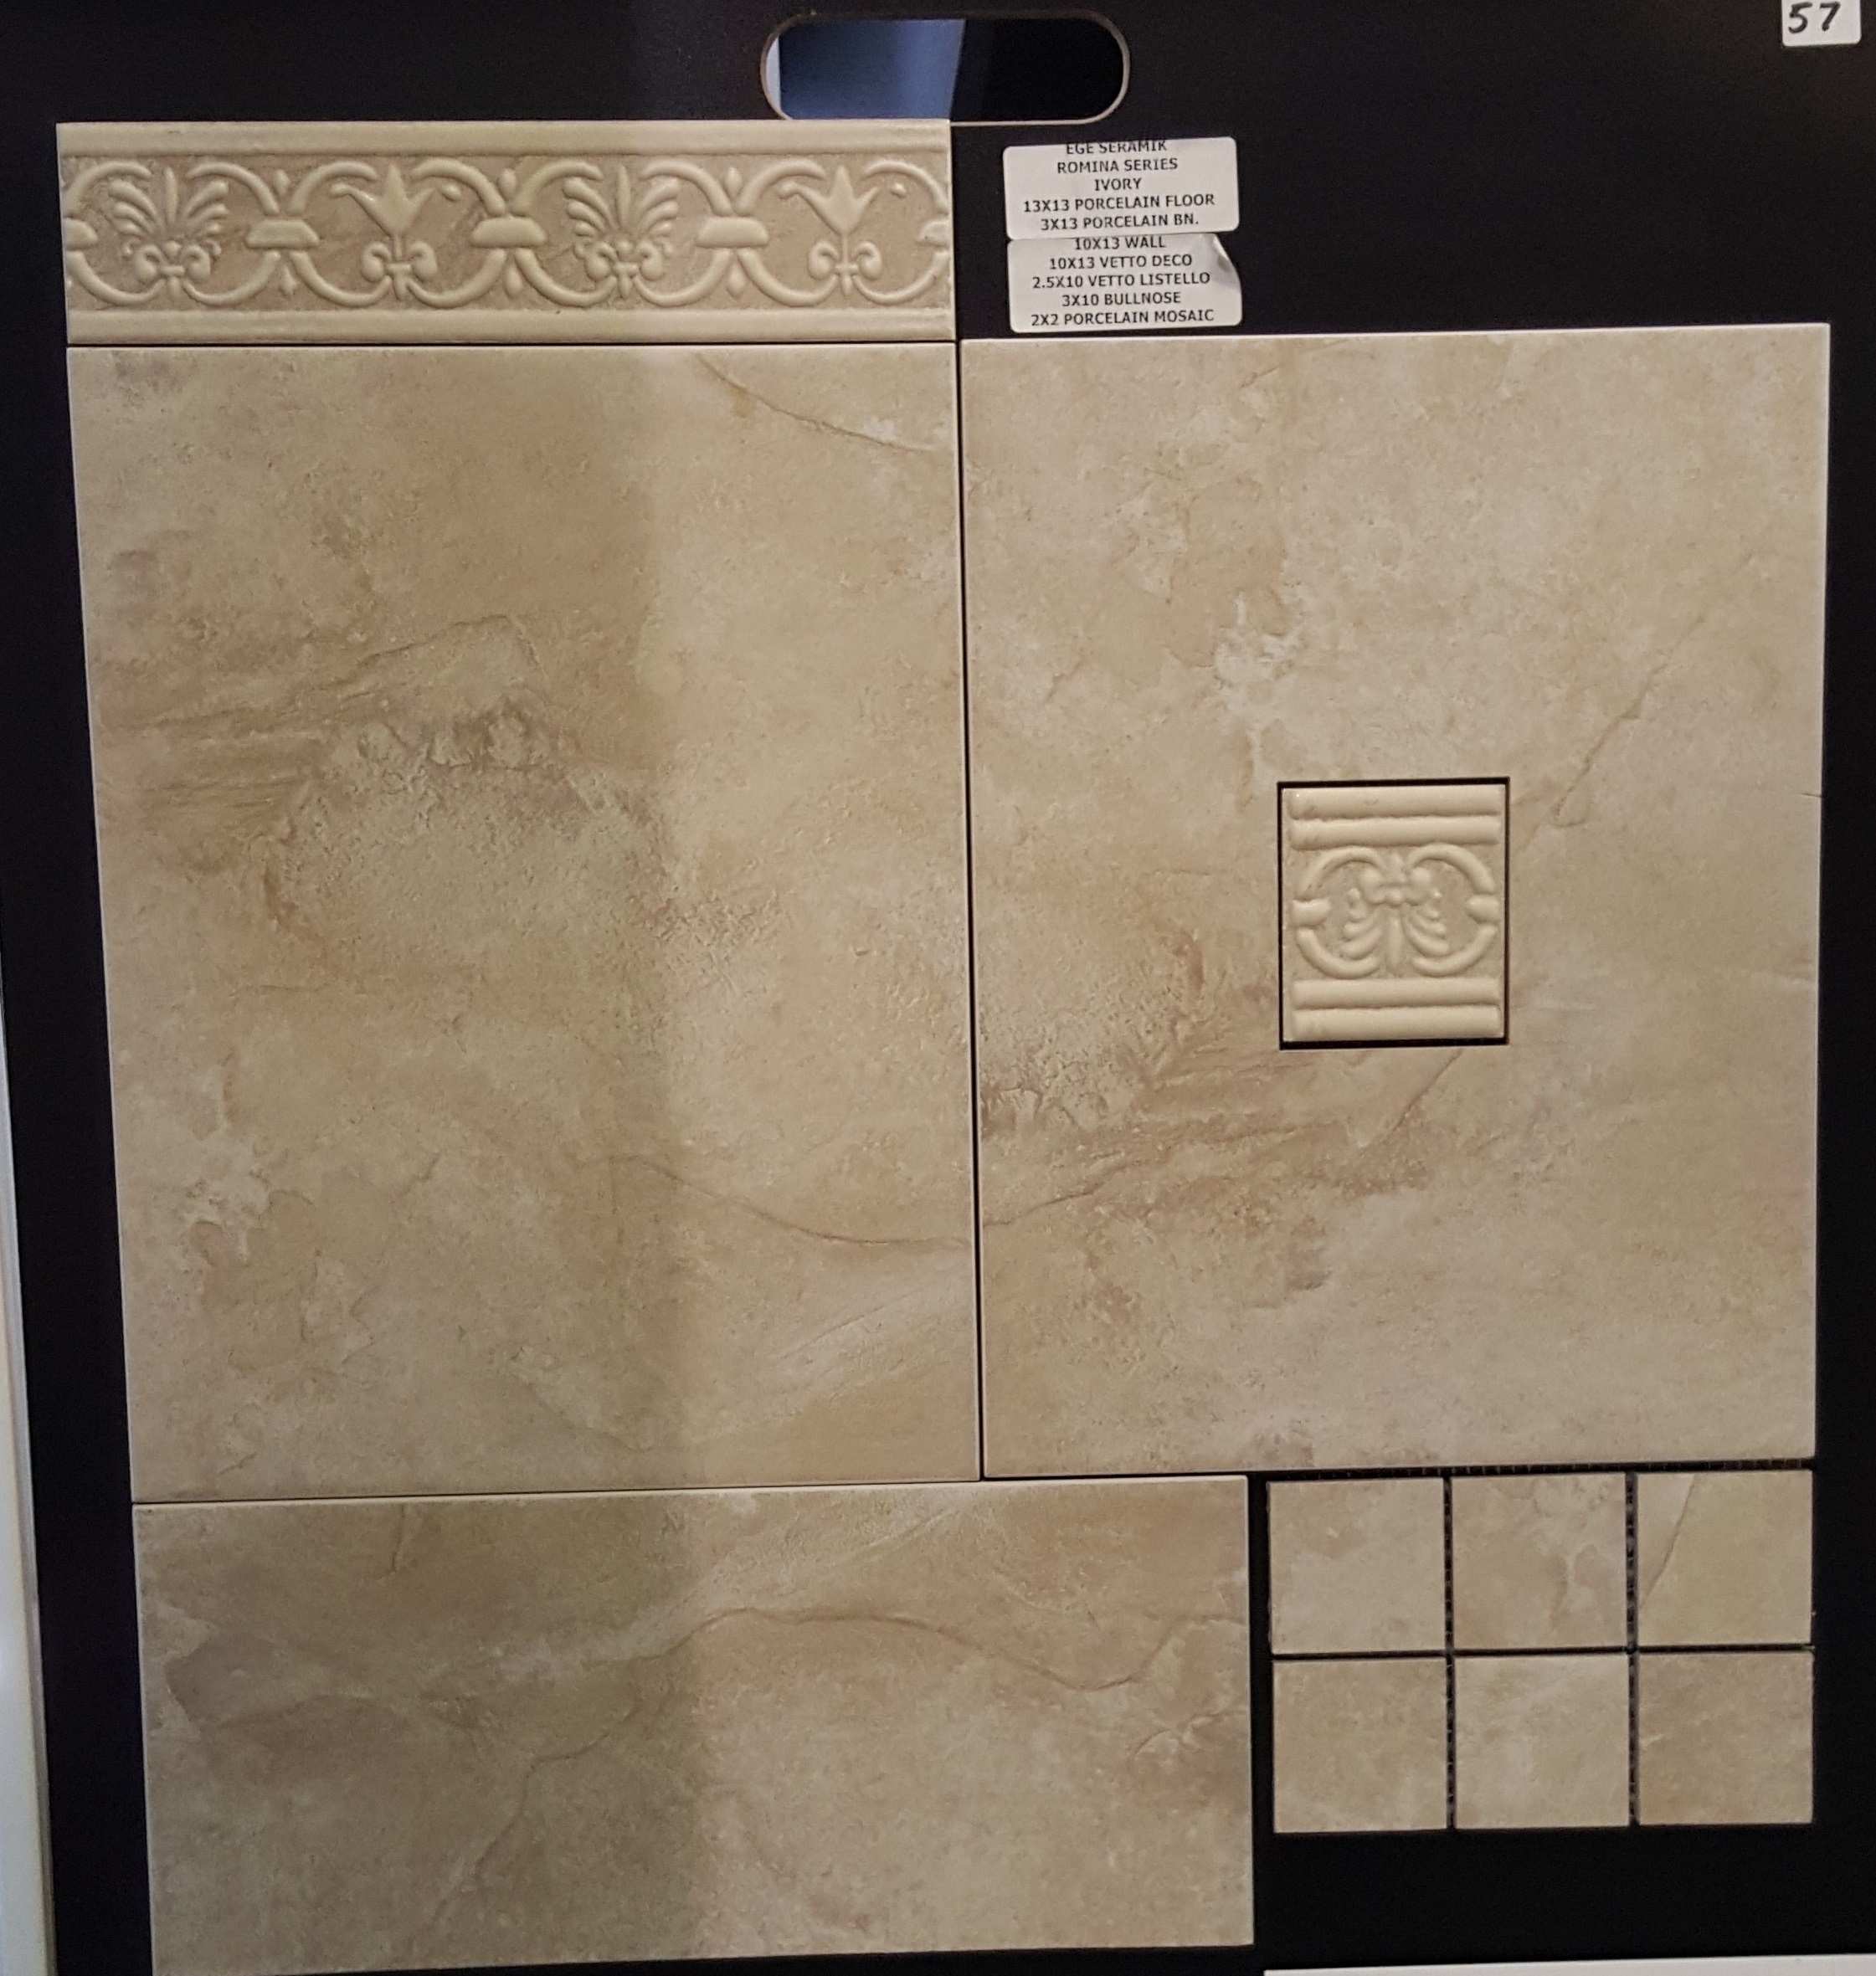 57
EGE SERAMIK
ROMINA SERIES
IVORY
13X13 PORCELAIN FLOOR
3X13 PORCELAIN BN.
10X13 WALL
10X13 VETTO DECO
2.5X10 VETTO LISTELLO
3X10 BULLNOSE
2X2 PORCELAIN MOSAIC